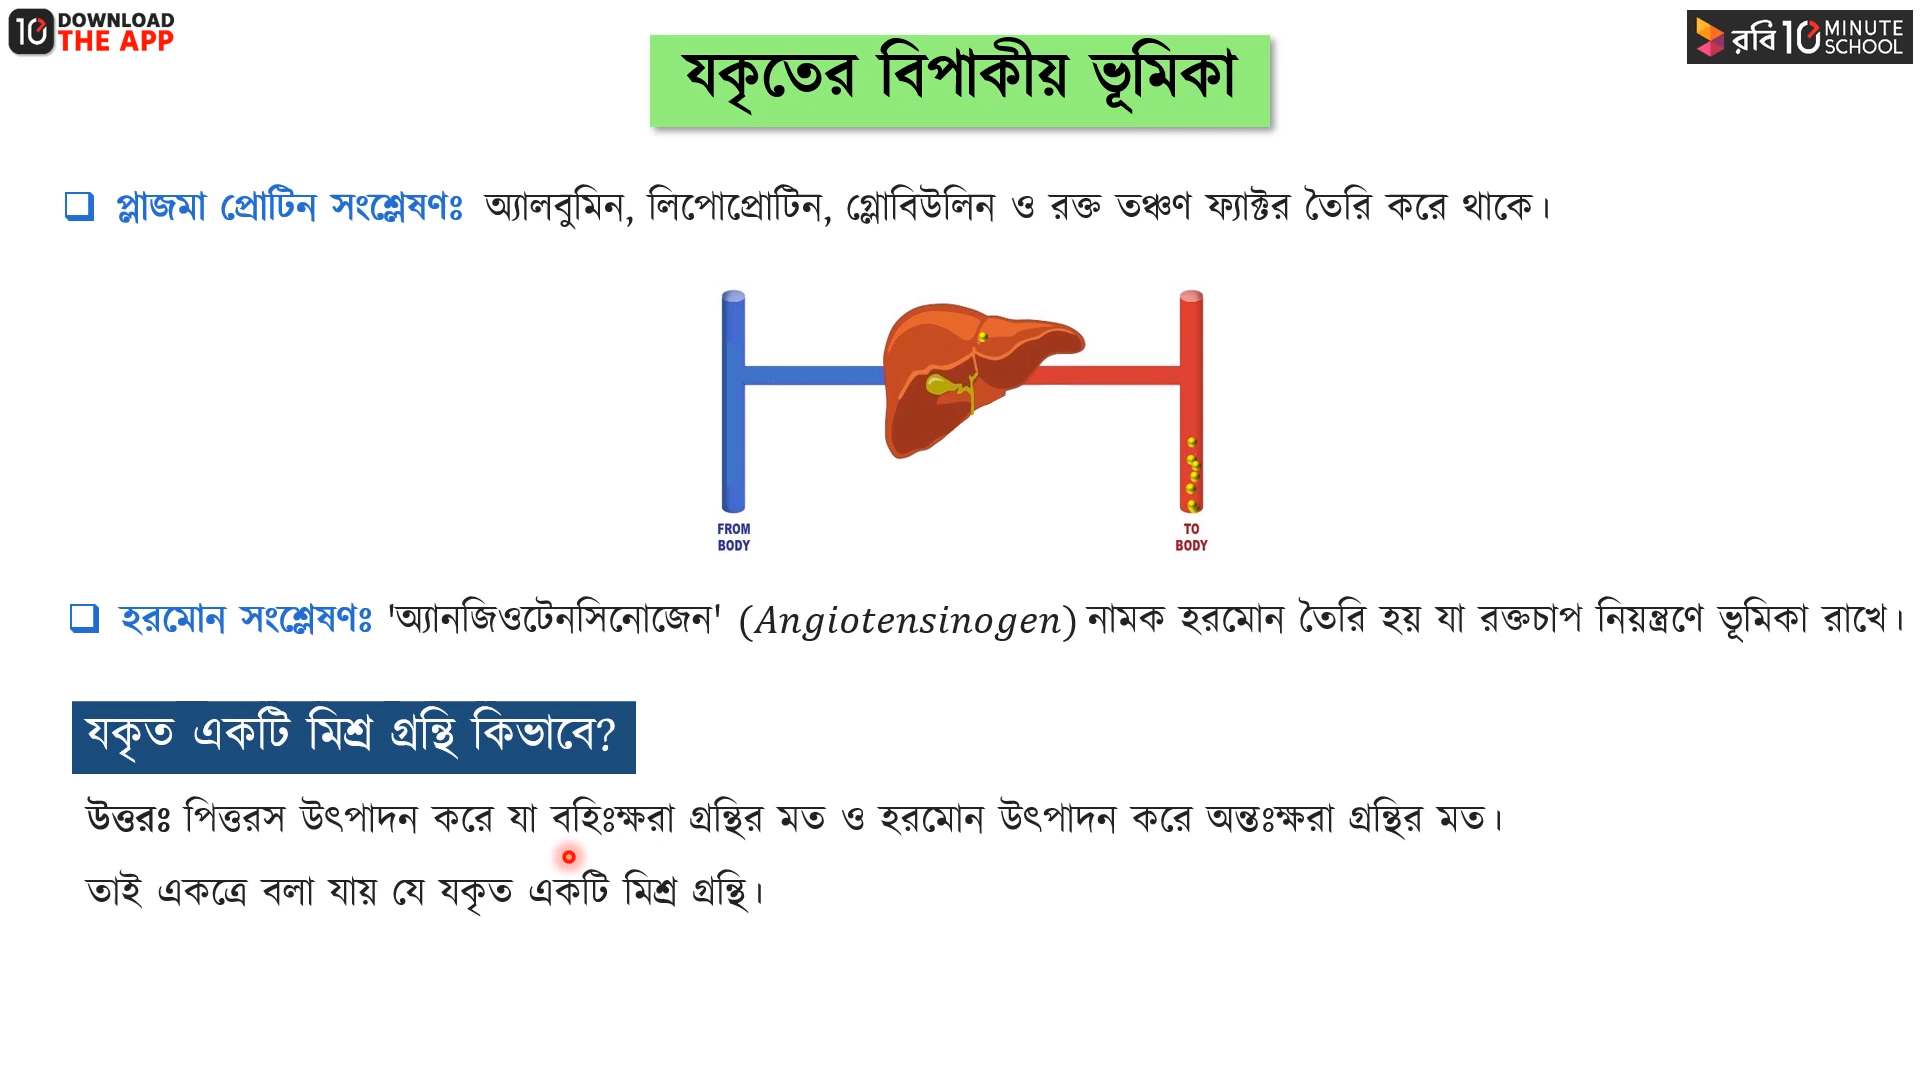 10 DOWNLOAD
THE APP
রবি 10 MINUTE
SCHOOL
যকৃতের বিপাকীয় ভূমিকা
প্লাজমা প্রোটিন সংশ্লেষণঃ অ্যালবুমিন, লিপোপ্রোটিন, গ্লোবিউলিন ও রক্ত তঞ্চণ ফ্যাক্টর তৈরি করে থাকে।
FROM
BODY
TO
BODY
হরমোন সংশ্লেষণঃ 'অ্যানজিওটেনসিনোজেন' (Angiotensinogen) নামক হরমোন তৈরি হয় যা রক্তচাপ নিয়ন্ত্রণে ভূমিকা রাখে।
যকৃত একটি মিশ্র গ্রন্থি কিভাবে?
উত্তরঃ পিত্তরস উৎপাদন করে যা বহিঃক্ষরা গ্রন্থির মত ও হরমোন উৎপাদন করে অন্তঃক্ষরা গ্রন্থির মত।
তাই একত্রে বলা যায় যে যকৃত একটি মিশ্র গ্রন্থি।